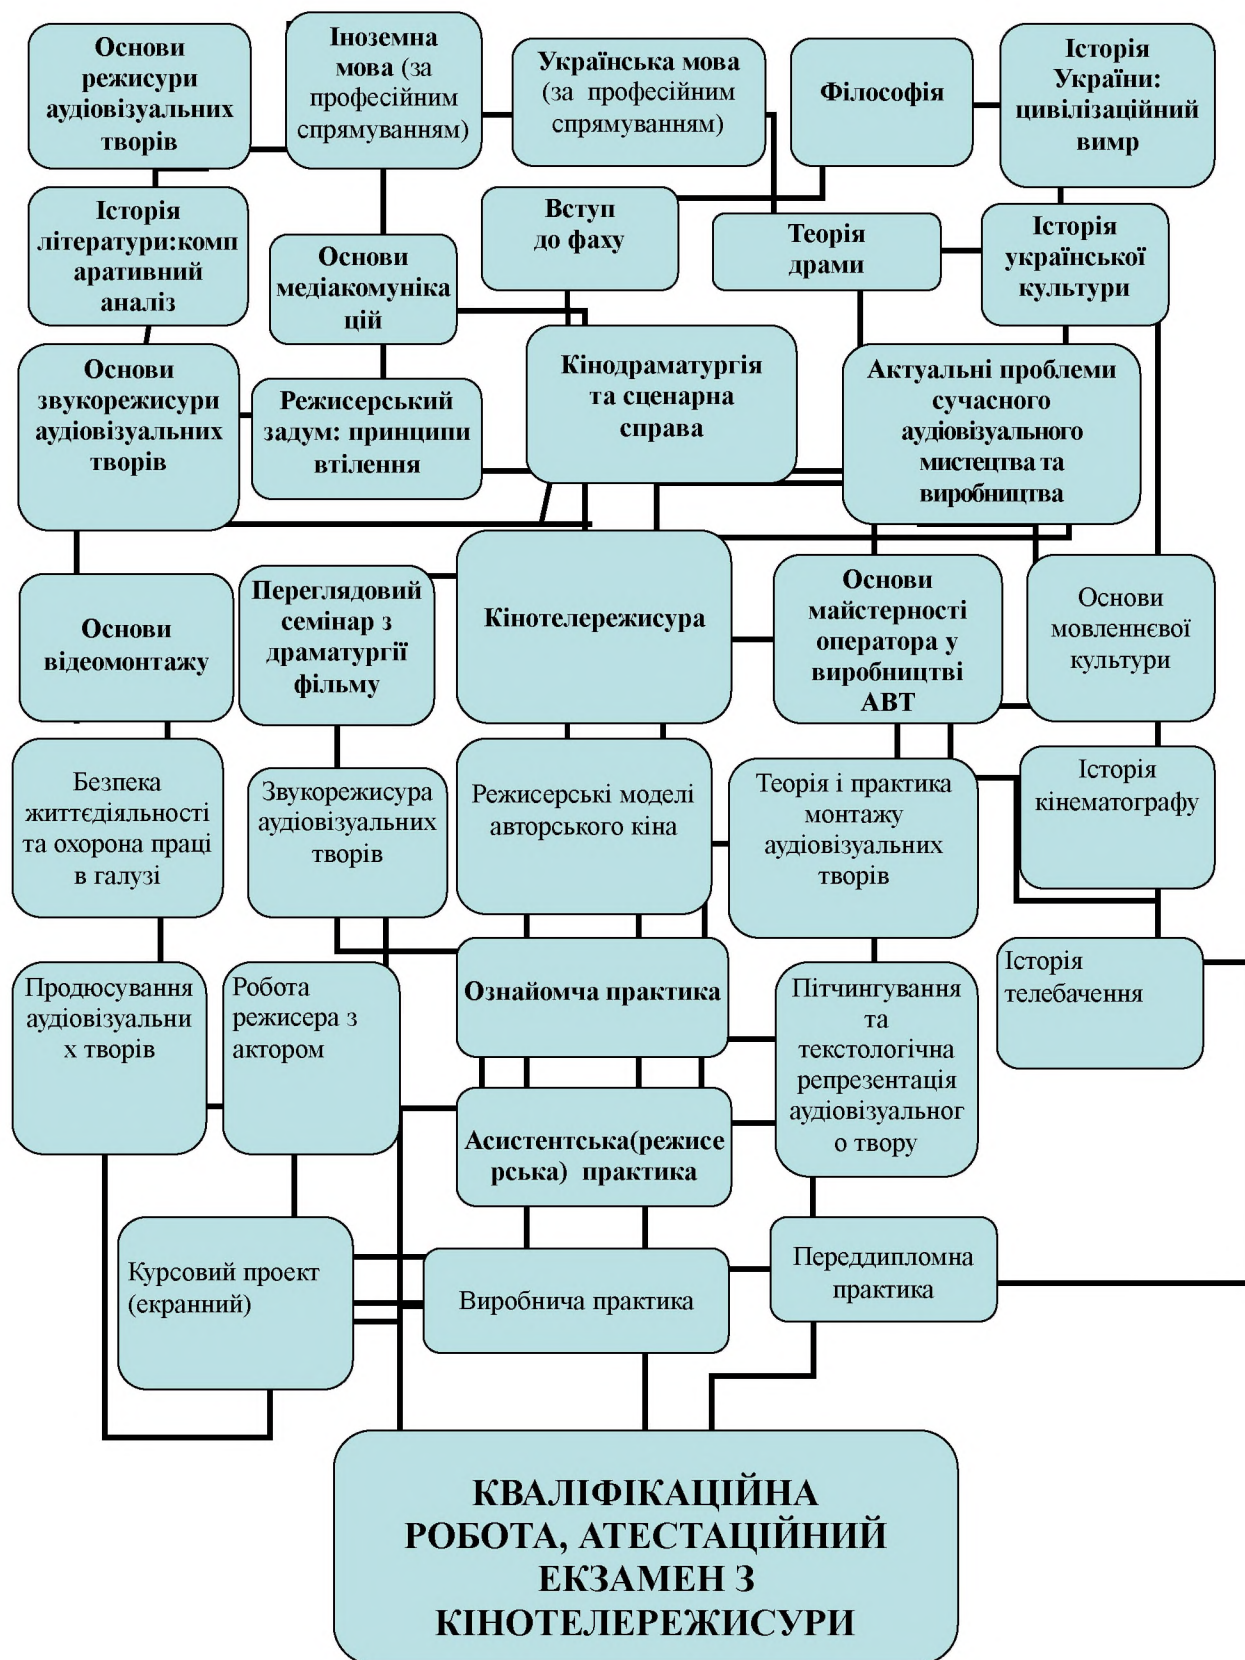 Основи
режисури
аудіовізуальних
творів
Іноземна
мова (за
професійним
спрямуванням)
Українська мова
(за професійним
спрямуванням)
Філософія
Історія
України:
цивілізаційний
вимр
Історія
літератури:комп
аративний
аналіз
Основи
медіакомуніка
цій
Вступ
до фаху
Теорія
драми
Історія
української
культури
Основи
звукорежисури
аудіовізуальних
творів
Режисерський
задум: принципи
втілення
Кінодраматургія
та сценарна
справа
Актуальні проблеми
сучасного
аудіовізуального
мистецтва та
виробництва
Основи
відеомонтажу
Переглядовий
семінар з
драматургії
фільму
Кінотелережисура
Основи
майстерності
оператора у
виробництві
АВТ
Основи
мовленнєвої
культури
Безпека
життєдіяльності
та охорона праці
в галузі
Звукорежисура
аудіовізуальних
творів
Режисерські моделі
авторського кіна
Теорія і практика
монтажу
аудіовізуальних
творів
Історія
кінематографу
Продюсування
аудіовізуальни
х творів
Робота
режисера з
актором
Ознайомча практика
Пітчингування
та
текстологічна
репрезентація
аудіовізуальног
о твору
Історія
телебачення
Асистентська(режисе
рська) практика
Курсовий проект
(екранний)
Виробнича практика
Переддипломна
практика
КВАЛІФІКАЦІЙНА
РОБОТА, АТЕСТАЦІЙНИЙ
ЕКЗАМЕН З
КІНОТЕЛЕРЕЖИСУРИ